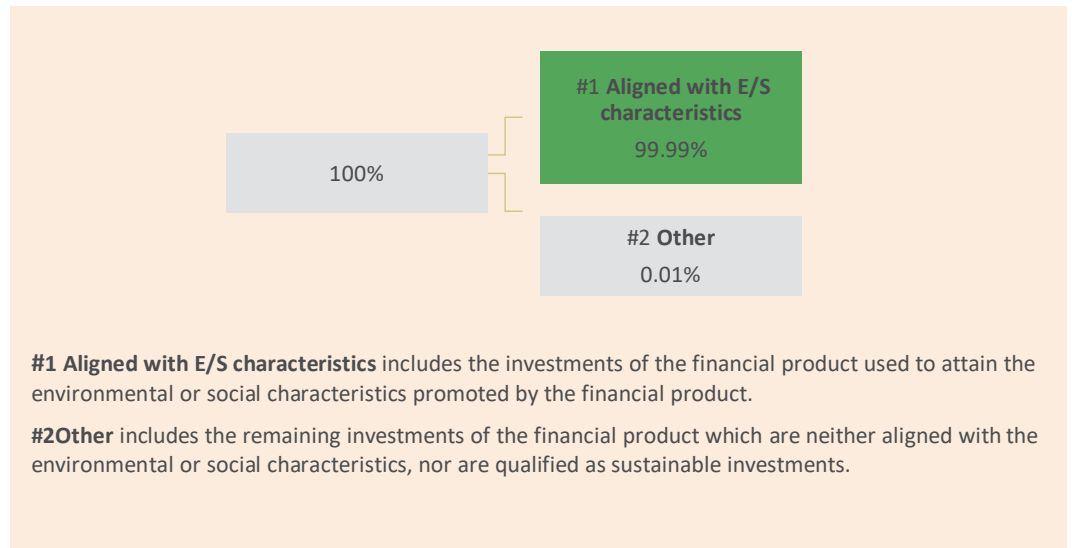 #1 Aligned with E/S
characteristics
99.99%
100%
#2 Other
0.01%
#1 Aligned with E/S characteristics includes the investments of the financial product used to attain the
environmental or social characteristics promoted by the financial product.
#2Other includes the remaining investments of the financial product which are neither aligned with the
environmental or social characteristics, nor are qualified as sustainable investments.